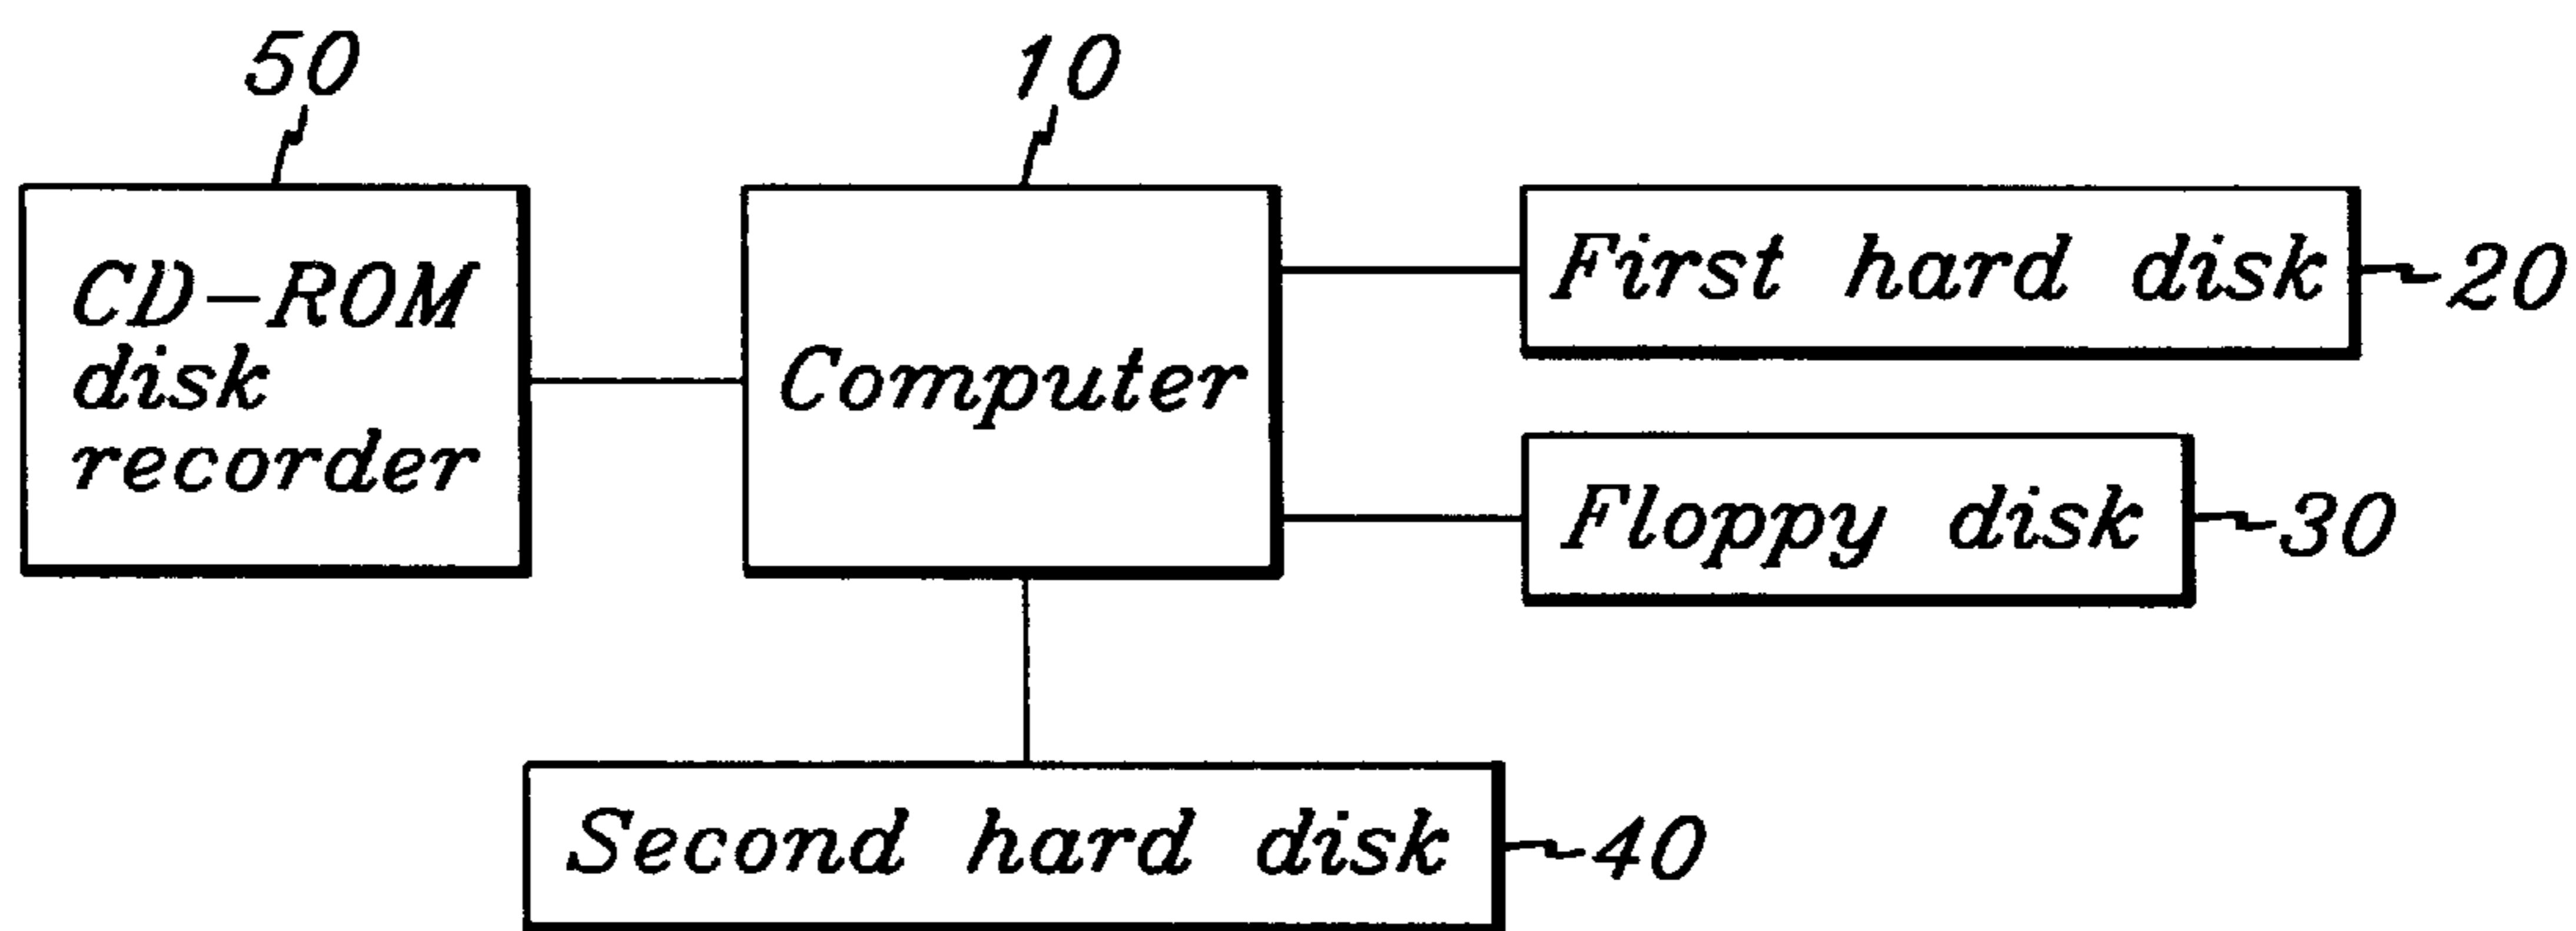 50
10
CD-ROM
disk
recorder
Computer
First hard disk
20
Floppy disk
30
Second hard disk
40